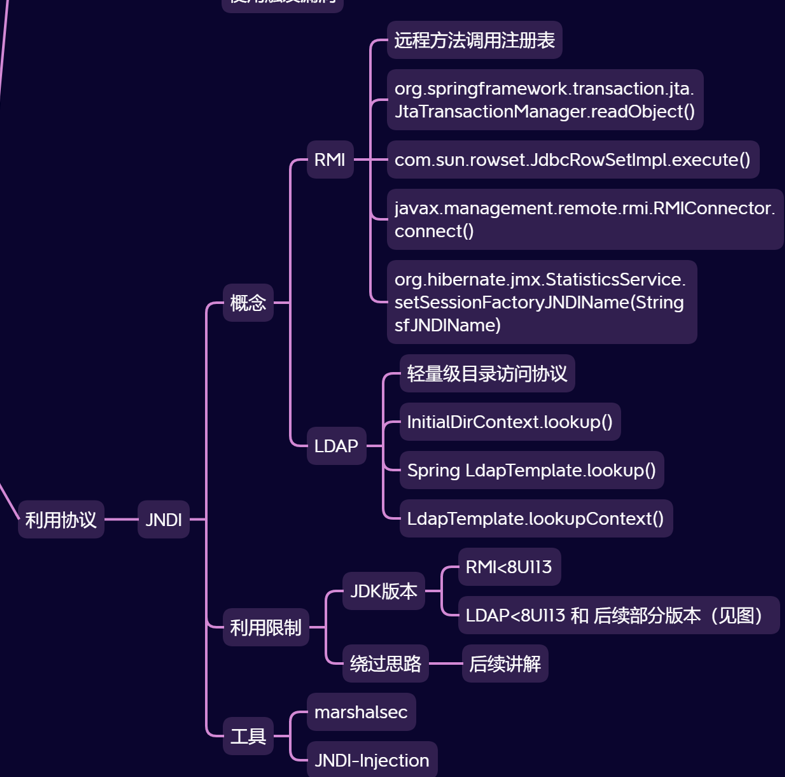 远程方法调用注册表
org.springframework.transaction.jta.
JtaTransactionManager.readObject()
RMI
com.sun.rowset.JdbcRowSetImpl.execute()
javax.management.remote.rmi.RMIConnector.
connect()
概念
org.hibernate.jmx.StatisticsService.
setSessionFactoryJNDIName(String
sfJNDIName)
轻量级目录访问协议
InitialDirContext.lookup()
LDAP
Spring LdapTemplate.lookup()
LdapTemplate.lookupContext()
利用协议
JNDI
利用限制
JDK版本
RMI<8U113
LDAP<8U113 和 后续部分版本（见图）
绕过思路
后续讲解
工具
marshalsec
JNDI-Injection